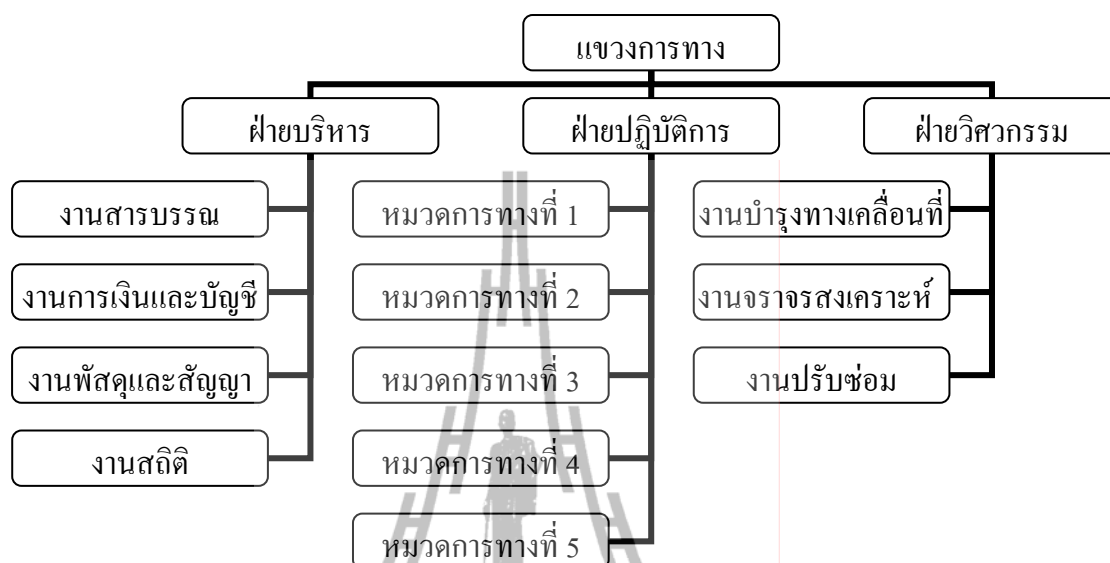 แขวงการทาง
ฝ่ายบริหาร
ฝ่ายปฏิบัติการ
ฝ่ายวิศวกรรม
งานสารบรรณ
หมวดการทางที่ 1
งานบำรุงทางเคลื่อนที่
งานการเงินและบัญชี
หมวดการทางที่ 2
งานจราจรสงเคราะห์
งานพัสดุและสัญญา
หมวดการทางที่ 3
งานปรับซ่อม
งานสถิติ
หมวดการทางที่ 4
หมวดการทางที่ 5